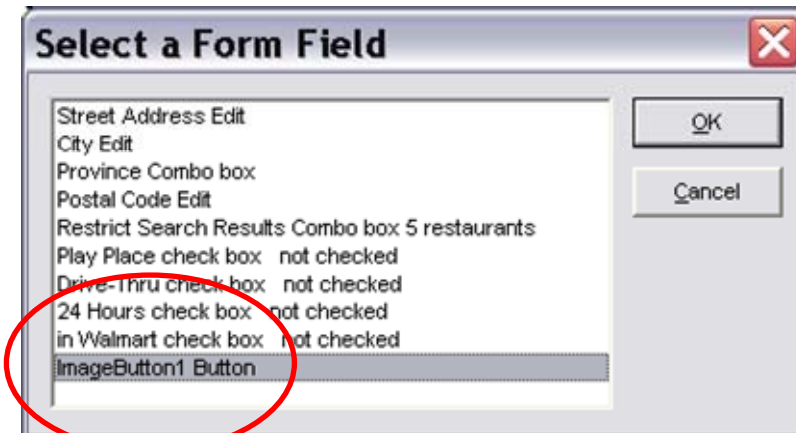 Select a Form Field
Street Address Edit
City Edit
Province Combo box
Postal Code Edit
Restrict Search Results Combo box 5 restaurants
Play Place check box not checked
Drive-Thru check box not checked
24 Hours check box not checked
in Walmart check box not checked
ImageButton1 Button
OK
Cancel